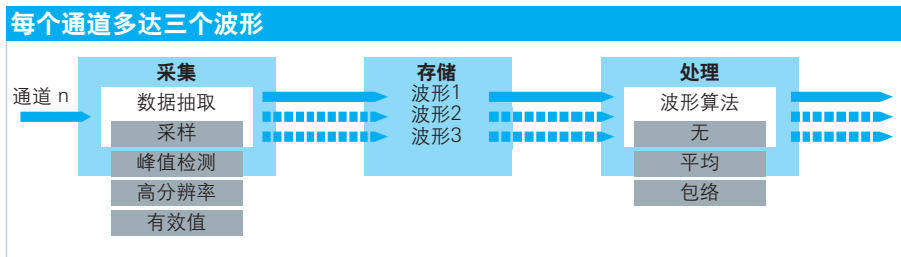 每个通道多达三个波形
通道 n
采集
数据抽取
采样
峰值检测
高分辨率
有效值
存储
波形1
波形2
波形3
处理
波形算法
无
平均
包络